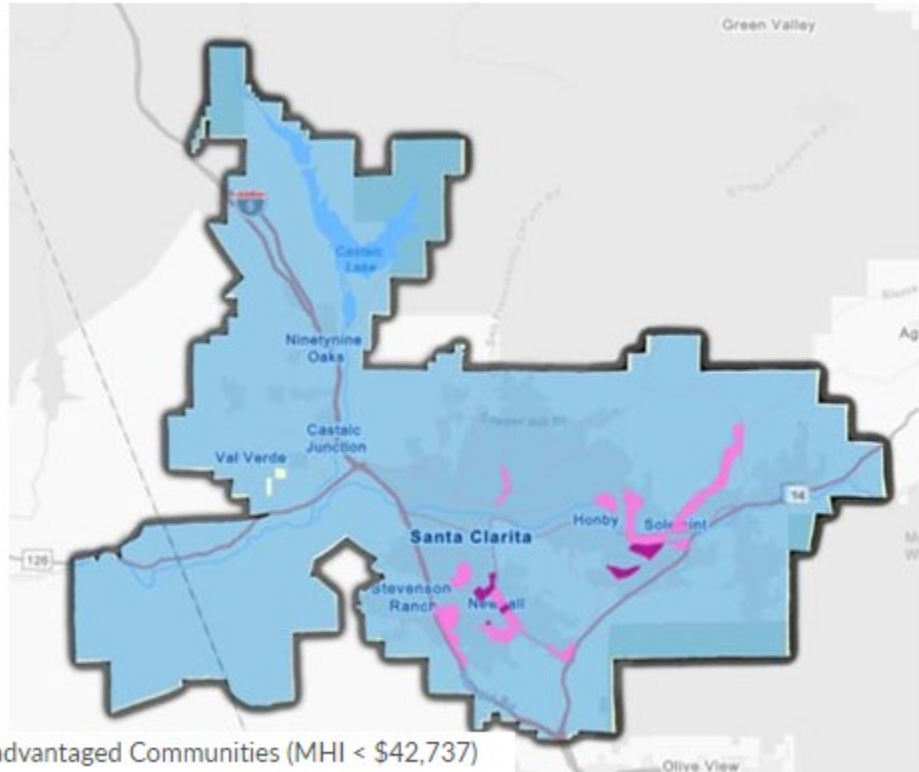 Green Valley
5
Castaic
Lake
Ninetynine
Oaks
Castaic
Junction
Val Verde
14
Honby
Santa Clarita
126
Stevenson
Ranch
Ag
advantaged Communities (MHI < $42,737)
Olive View